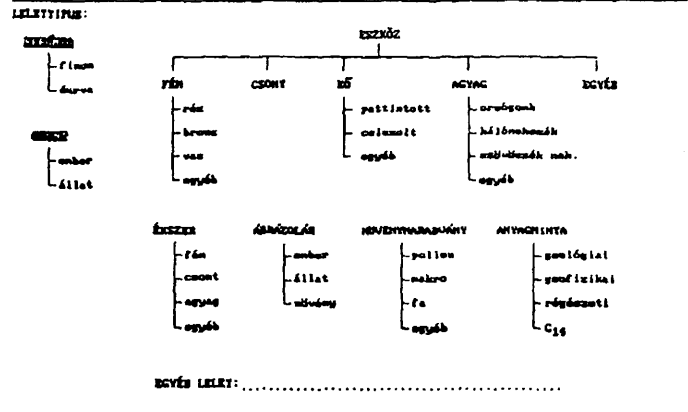 LELETTIPUS:
ESZKÖZ
KERÁMIA
finom
durva
FÉM
CSONT
KŐ
AGYAG
EGYÉB
réz
bronz
vas
egyéb
pattintott
csiszolt
egyéb
orsógomb
hálónehezék
szövőszék neh.
egyéb
ember
állat
ÉKSZER
ÁBRÁZOLÁS
NÖVÉNYMARADVÁNY
ANYAGMINTA
fém
csont
agyag
egyéb
ember
állat
növény
pollen
makro
fa
egyéb
geológiai
geofizikai
régészeti
C14
EGYÉB LELET: